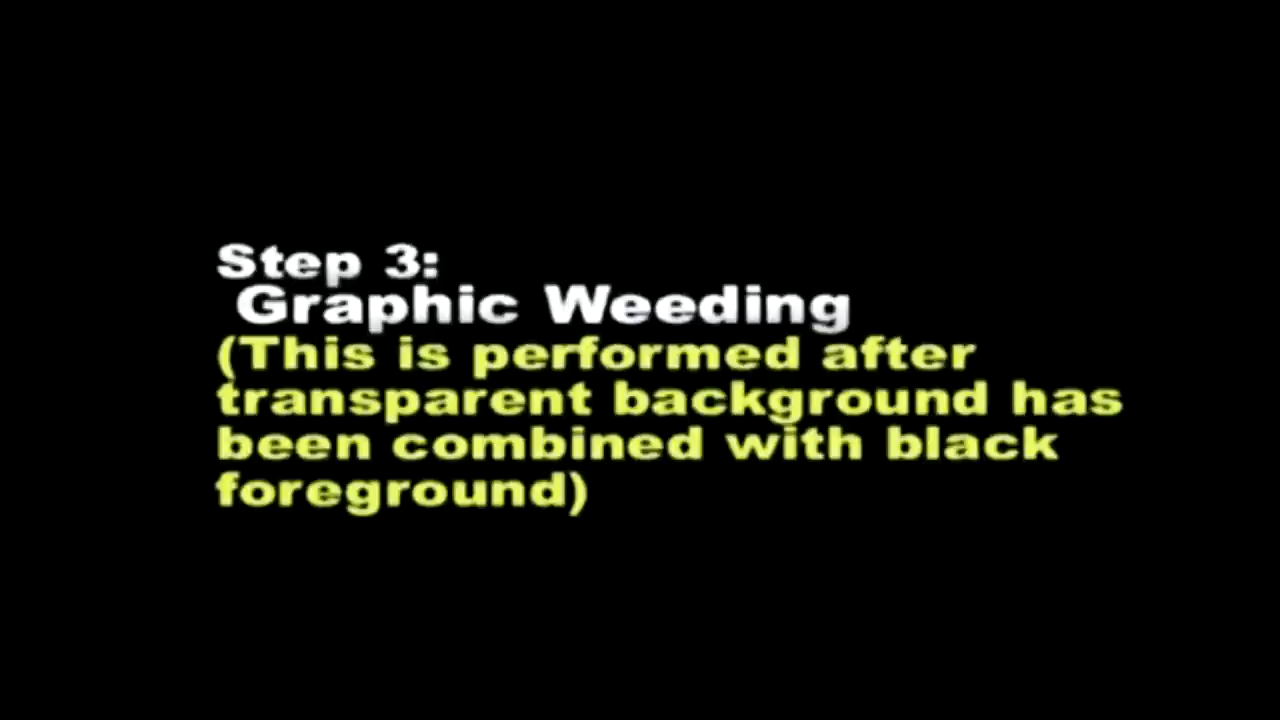 Step 3:
Graphic Weeding
(This is performed after
transparent background has
been combined with black
foreground)